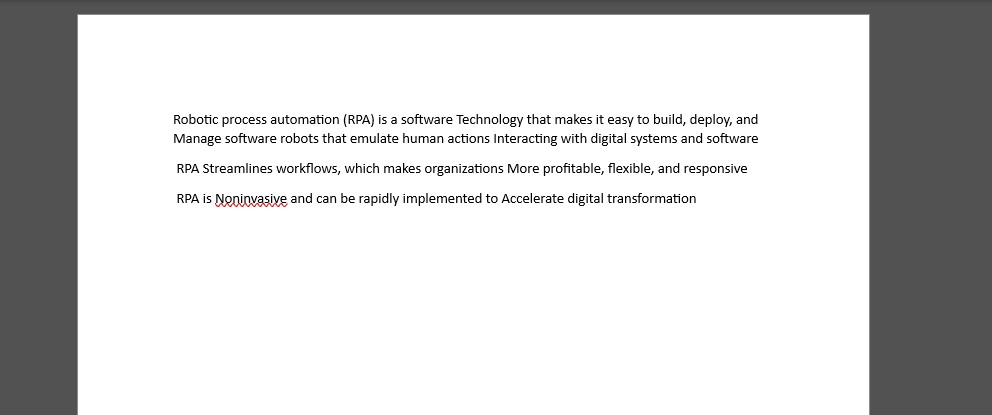 Robotic process automation (RPA) is a software Technology that makes it easy to build, deploy, and
Manage software robots that emulate human actions Interacting with digital systems and software
RPA Streamlines workflows, which makes organizations More profitable, flexible, and responsive
RPA is Noninvasive and can be rapidly implemented to Accelerate digital transformation